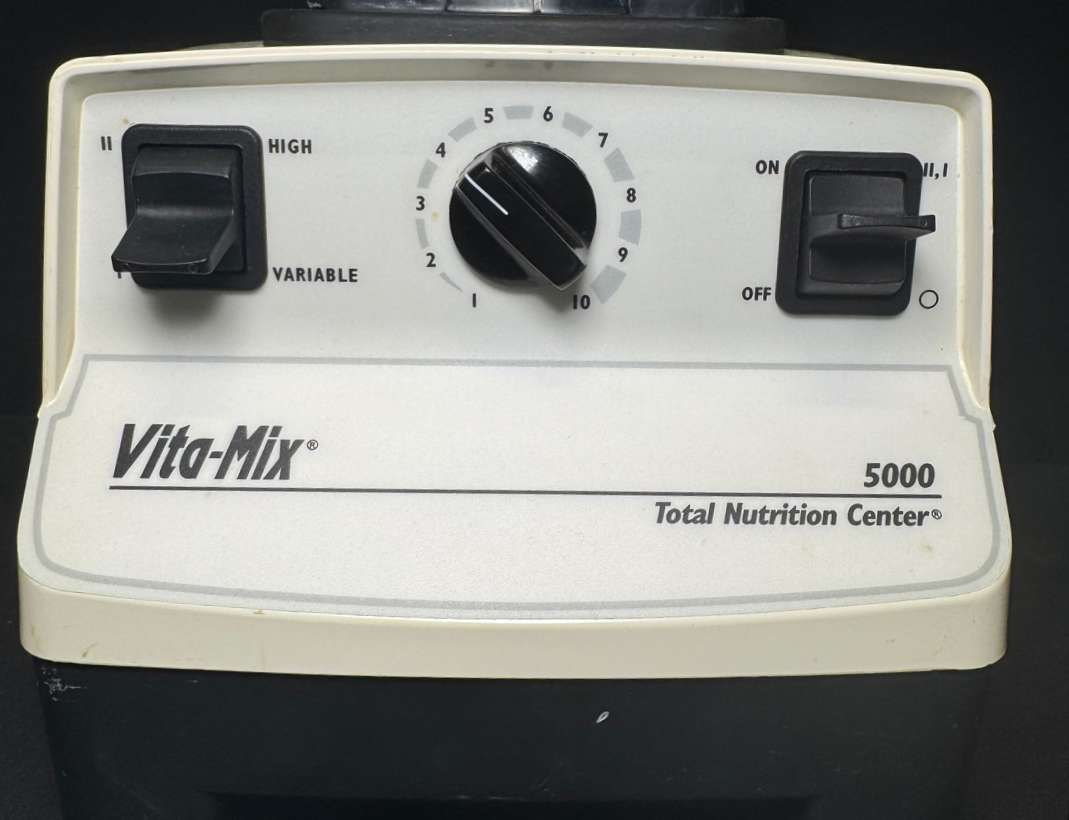 II HIGH
I VARIABLE
1 2 3 4 5 6 7 8 9 10
ON II,I
OFF O
Vita-Mix®
5000
Total Nutrition Center®